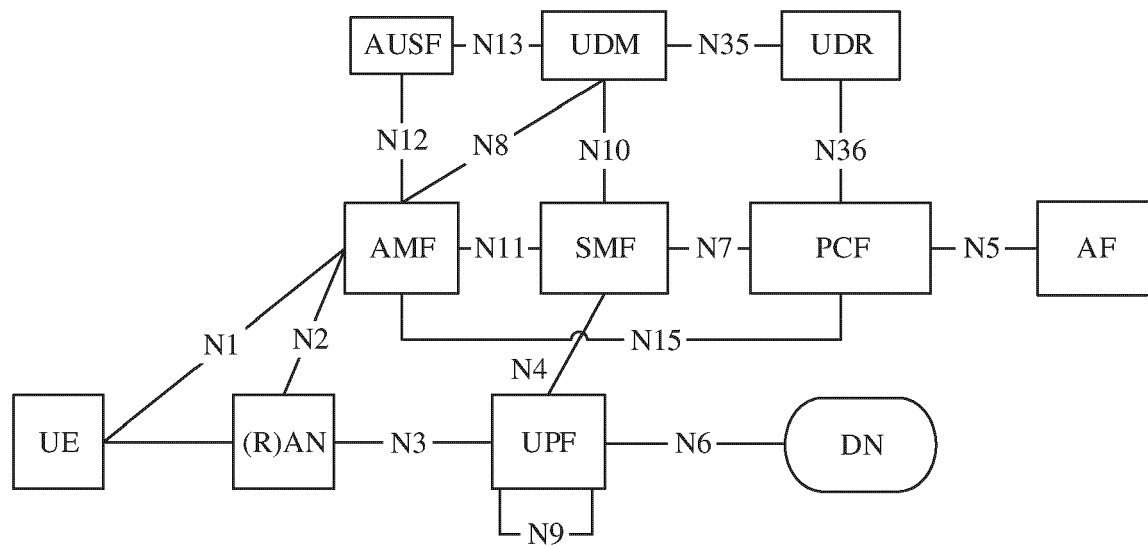 AUSF N13 UDM N35 UDR
N12 N8 N10 N36
AMF N11 SMF N7 PCF N5 AF
N1 N2 N15
N4
UE (R)AN N3 UPF N6 DN
N9